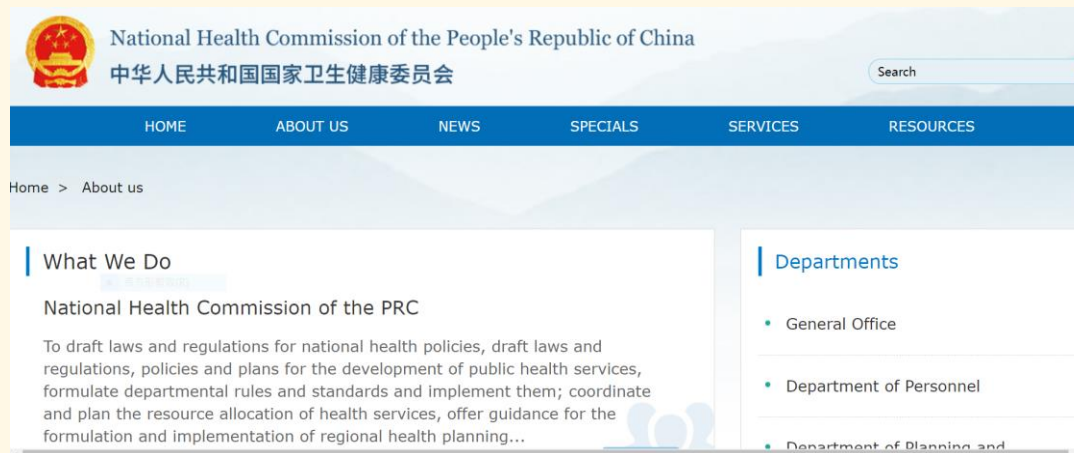 National Health Commission of the People's Republic of China
中华人民共和国国家卫生健康委员会
Search
HOME ABOUT US NEWS SPECIALS SERVICES RESOURCES
Home > About us
What We Do
National Health Commission of the PRC
To draft laws and regulations for national health policies, draft laws and
regulations, policies and plans for the development of public health services,
formulate departmental rules and standards and implement them; coordinate
and plan the resource allocation of health services, offer guidance for the
formulation and implementation of regional health planning...
Departments
• General Office
• Department of Personnel
• Department of Planning and